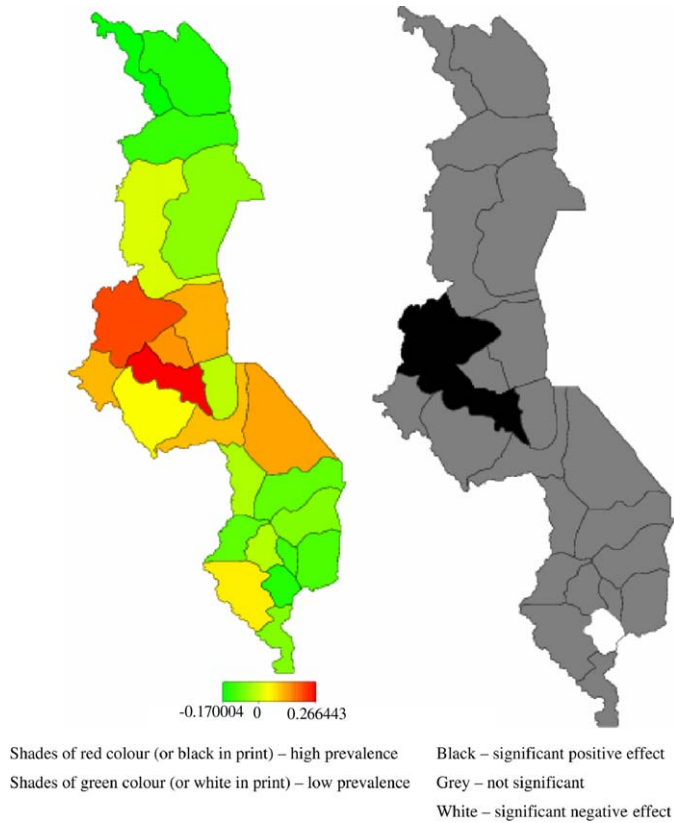 -0.170004 0 0.266443
Shades of red colour (or black in print) – high prevalence
Shades of green colour (or white in print) – low prevalence
Black – significant positive effect
Grey – not significant
White – significant negative effect